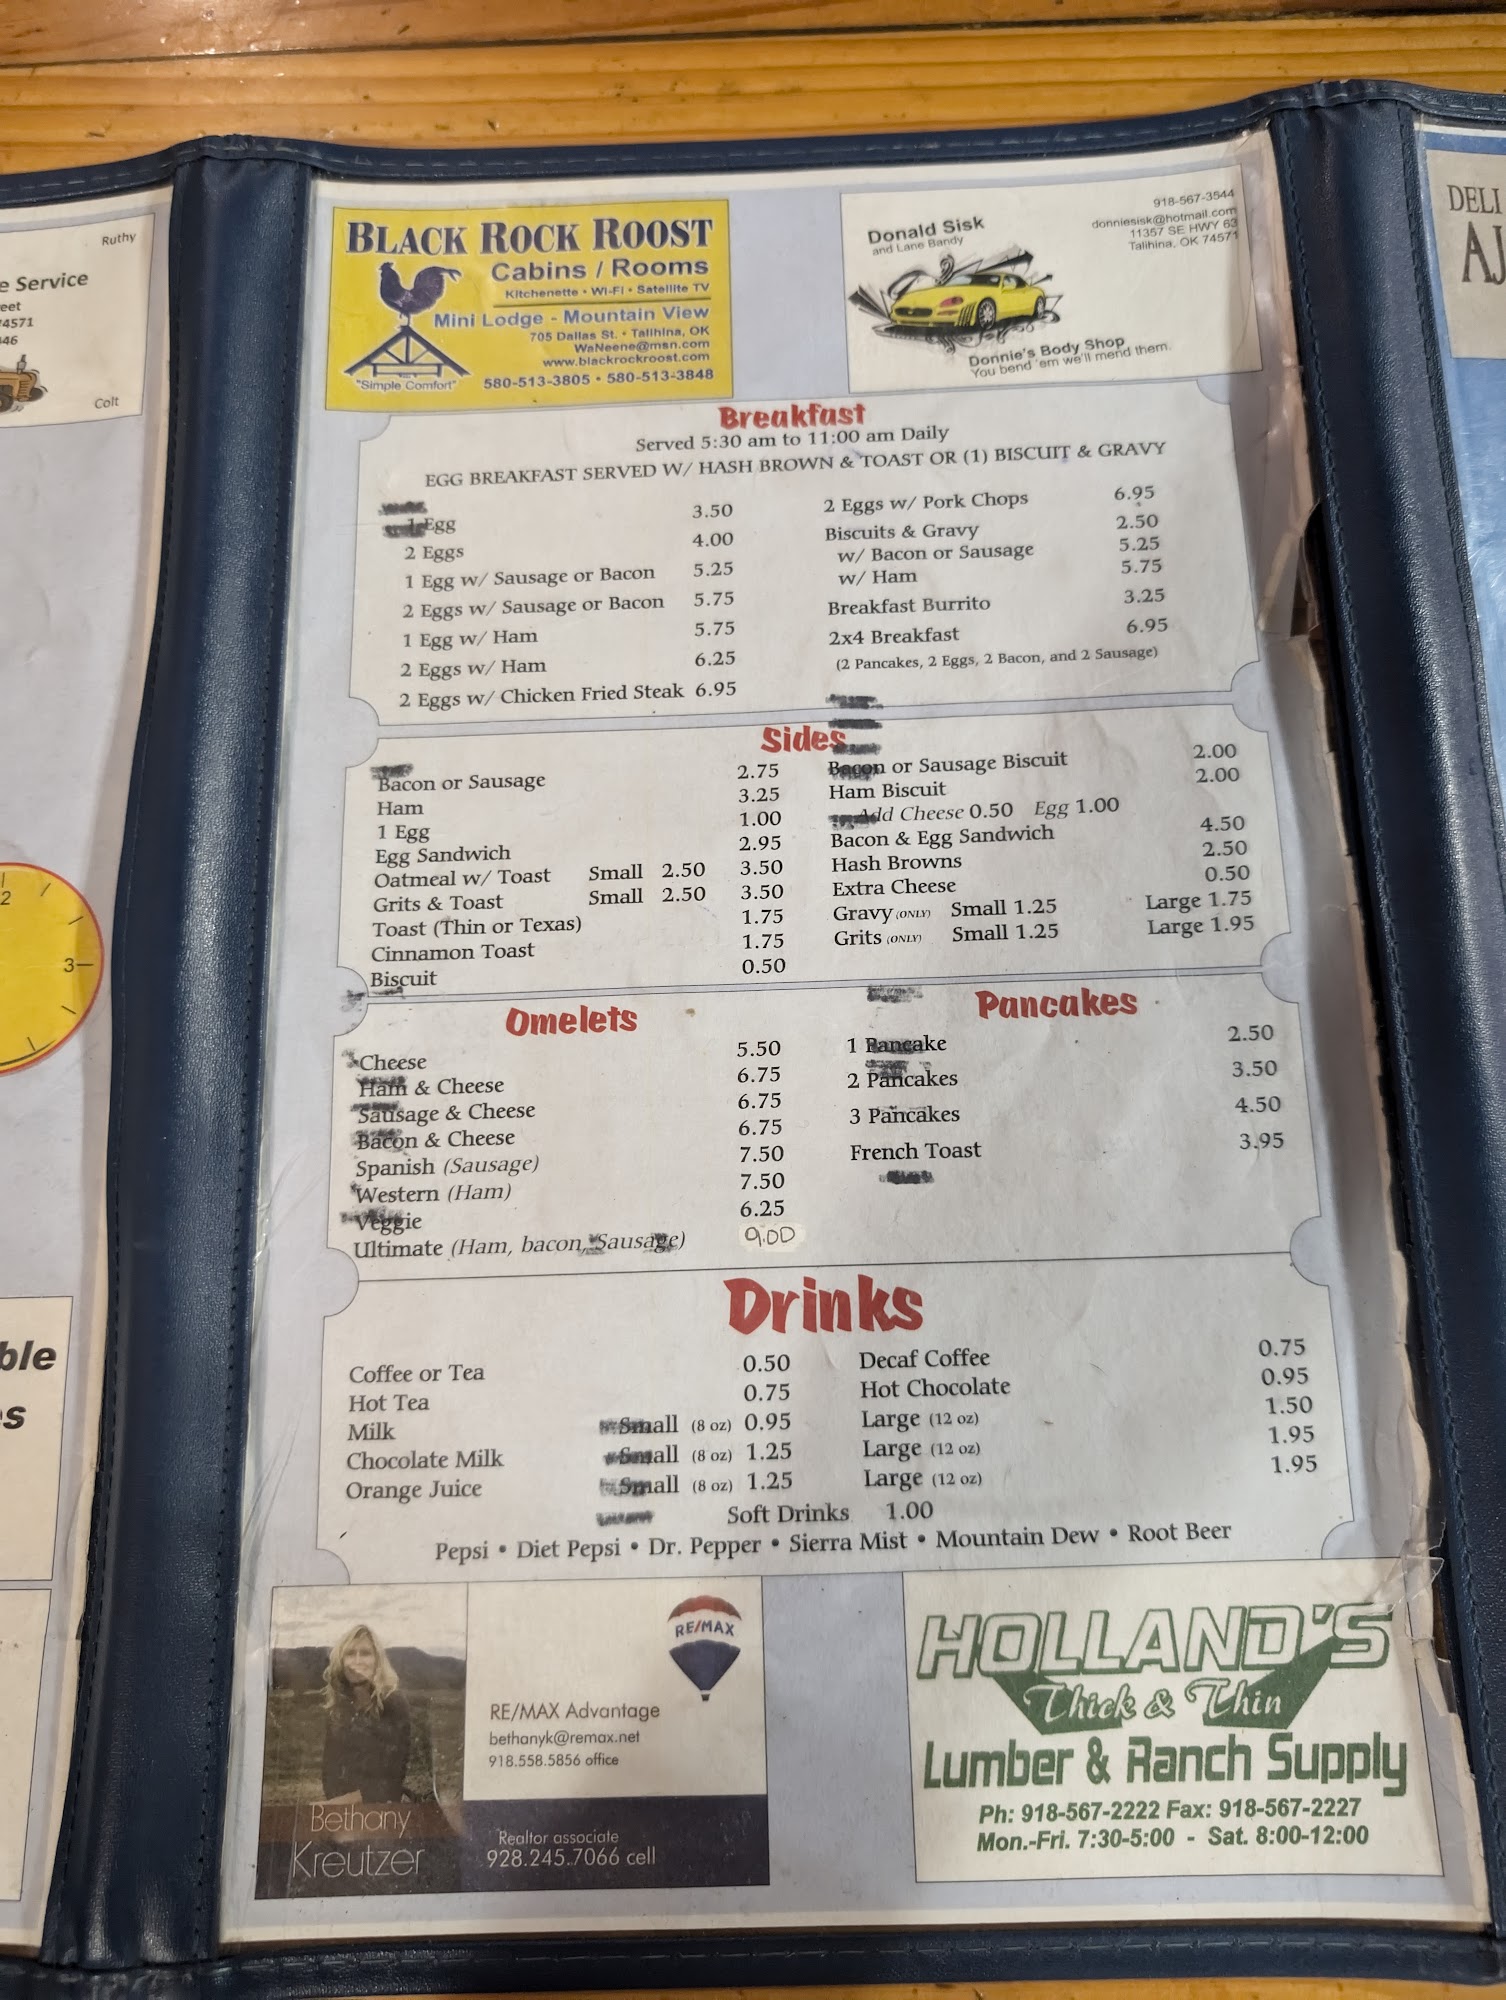 Ruthy
e Service
eet
4571
46
Colt
2
3
ble
s
BLACK ROCK ROOST
Cabins / Rooms
Kitchenette • Wi-Fi • Satellite TV
Mini Lodge - Mountain View
705 Dallas St. • Talihina, OK
WaNeene@msn.com
www.blackrockroost.com
"Simple Comfort" 580-513-3805 • 580-513-3848
918-567-3544
donniesisk@hotmail.com
11357 SE HWY 63
Talihina, OK 74571
Donald Sisk
and Lane Bandy
Donnie's Body Shop
You bend 'em we'll mend them.
Breakfast
Served 5:30 am to 11:00 am Daily
EGG BREAKFAST SERVED W/ HASH BROWN & TOAST OR (1) BISCUIT & GRAVY
1 Egg 3.50
2 Eggs 4.00
1 Egg w/ Sausage or Bacon 5.25
2 Eggs w/ Sausage or Bacon 5.75
1 Egg w/ Ham 5.75
2 Eggs w/ Ham 6.25
2 Eggs w/ Chicken Fried Steak 6.95
2 Eggs w/ Pork Chops 6.95
Biscuits & Gravy 2.50
w/ Bacon or Sausage 5.25
w/ Ham 5.75
Breakfast Burrito 3.25
2x4 Breakfast 6.95
(2 Pancakes, 2 Eggs, 2 Bacon, and 2 Sausage)
Sides
Bacon or Sausage 2.75
Ham 3.25
1 Egg 1.00
Egg Sandwich 2.95
Oatmeal w/ Toast Small 2.50 3.50
Grits & Toast Small 2.50 3.50
Toast (Thin or Texas) 1.75
Cinnamon Toast 1.75
Biscuit 0.50
Bacon or Sausage Biscuit 2.00
Ham Biscuit 2.00
Add Cheese 0.50 Egg 1.00
Bacon & Egg Sandwich 4.50
Hash Browns 2.50
Extra Cheese 0.50
Gravy (ONLY) Small 1.25 Large 1.75
Grits (ONLY) Small 1.25 Large 1.95
Omelets
Cheese 5.50
Ham & Cheese 6.75
Sausage & Cheese 6.75
Bacon & Cheese 6.75
Spanish (Sausage) 7.50
Western (Ham) 7.50
Veggie 6.25
Ultimate (Ham, bacon, Sausage) 9.00
Pancakes
1 Pancake 2.50
2 Pancakes 3.50
3 Pancakes 4.50
French Toast 3.95
Drinks
Coffee or Tea 0.50 Decaf Coffee 0.75
Hot Tea 0.75 Hot Chocolate 0.95
Milk Small (8 oz) 0.95 Large (12 oz) 1.50
Chocolate Milk Small (8 oz) 1.25 Large (12 oz) 1.95
Orange Juice Small (8 oz) 1.25 Large (12 oz) 1.95
Soft Drinks 1.00
Pepsi • Diet Pepsi • Dr. Pepper • Sierra Mist • Mountain Dew • Root Beer
RE/MAX
RE/MAX Advantage
bethanyk@remax.net
918.558.5856 office
Bethany
Kreutzer
Realtor associate
928.245.7066 cell
HOLLAND'S
Thick & Thin
Lumber & Ranch Supply
Ph: 918-567-2222 Fax: 918-567-2227
Mon.-Fri. 7:30-5:00 - Sat. 8:00-12:00
DELI
AJ